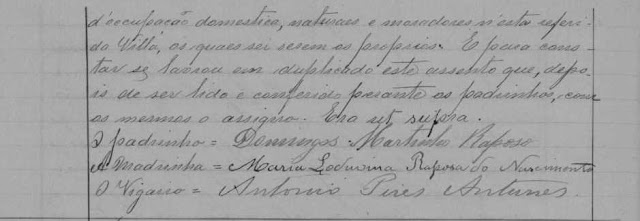 d'occupação domestica, naturaes e moradores n'esta referi-
da Villa, os quaes sei serem os proprios. E para cons-
tar se lavrou em duplicado este assento que, depo-
is de ser lido e conferido perante os padrinhos, com
os mesmos o assigno. Era ut supra.
O padrinho = Domingos Martinho Raposo
A Madrinha = Maria Ludovina Raposa do Nascimento
O Vigario = Antonio Pires Antunes.